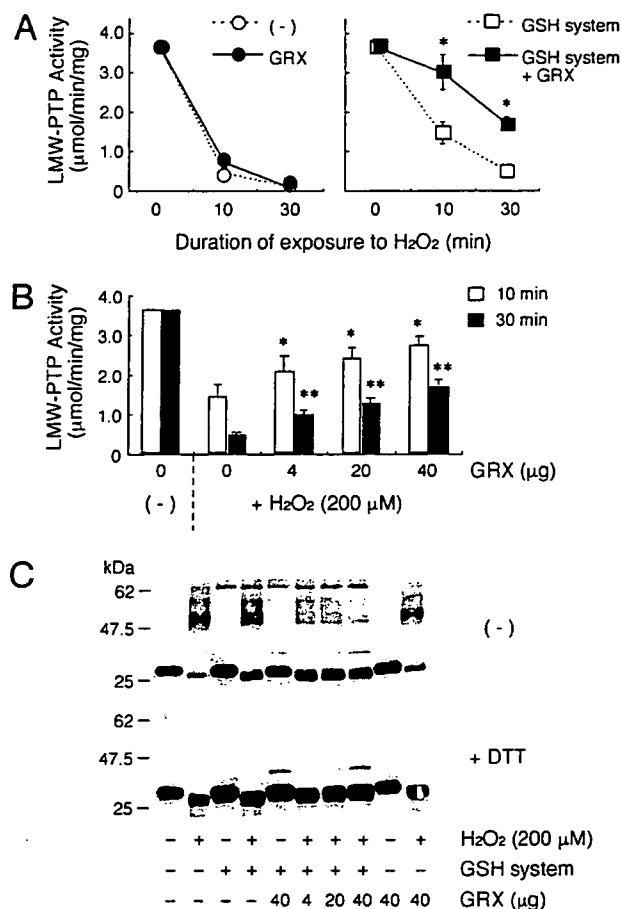 A
LMW-PTP Activity
(μmol/min/mg)
4.0
3.0
2.0
1.0
0
0 10 30
(-)
GRX
*
*
0 10 30
GSH system
GSH system
+ GRX
Duration of exposure to H₂O₂ (min)
B
LMW-PTP Activity
(μmol/min/mg)
4.0
3.0
2.0
1.0
0
10 min
30 min
* * *
** ** **
0 0 4 20 40 GRX (μg)
(-) + H₂O₂ (200 μM)
C
kDa
62
47.5
25
(-)
62
47.5
25
+ DTT
− + − + − + + + − + H₂O₂ (200 μM)
− − + + + + + + − − GSH system
− − − − 40 4 20 40 40 40 GRX (μg)